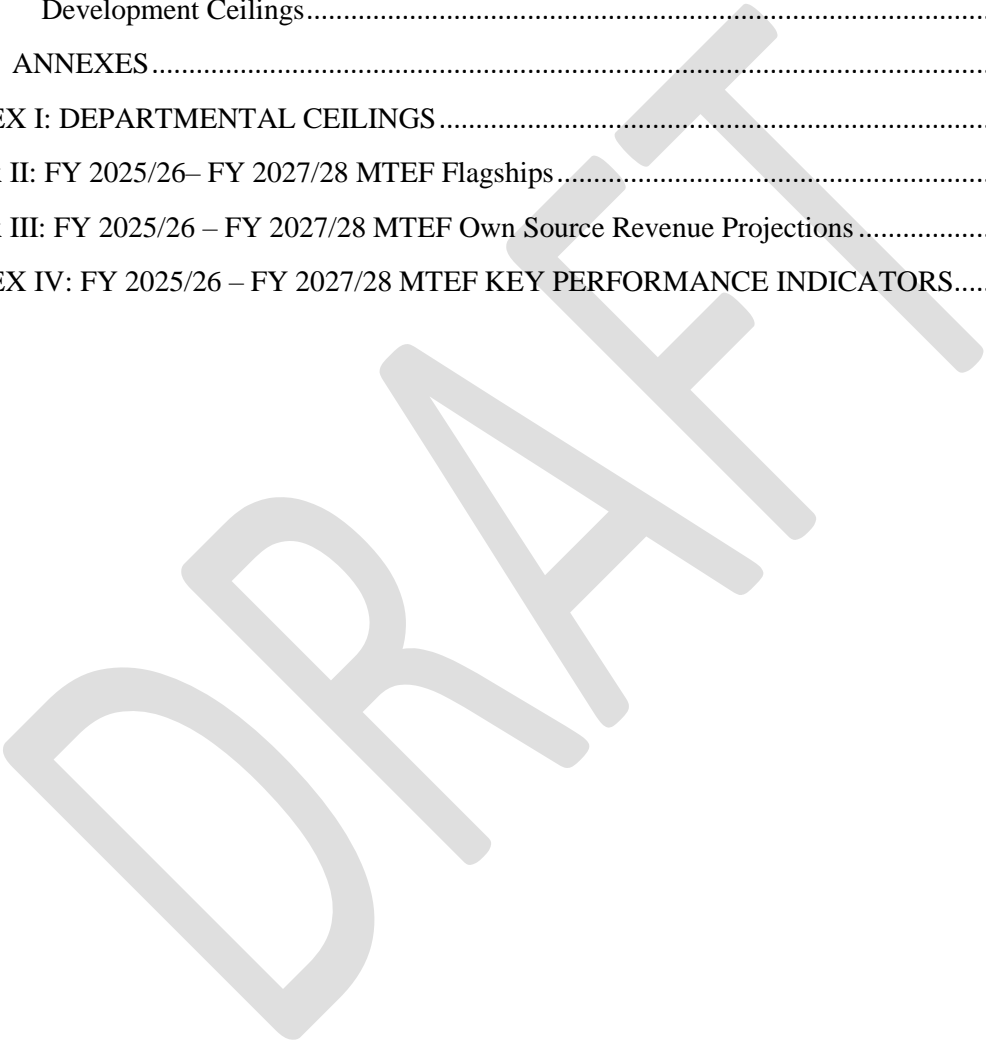 Development Ceilings
ANNEXES
EX I: DEPARTMENTAL CEILINGS
II: FY 2025/26– FY 2027/28 MTEF Flagships
III: FY 2025/26 – FY 2027/28 MTEF Own Source Revenue Projections
EX IV: FY 2025/26 – FY 2027/28 MTEF KEY PERFORMANCE INDICATORS
DRAFT